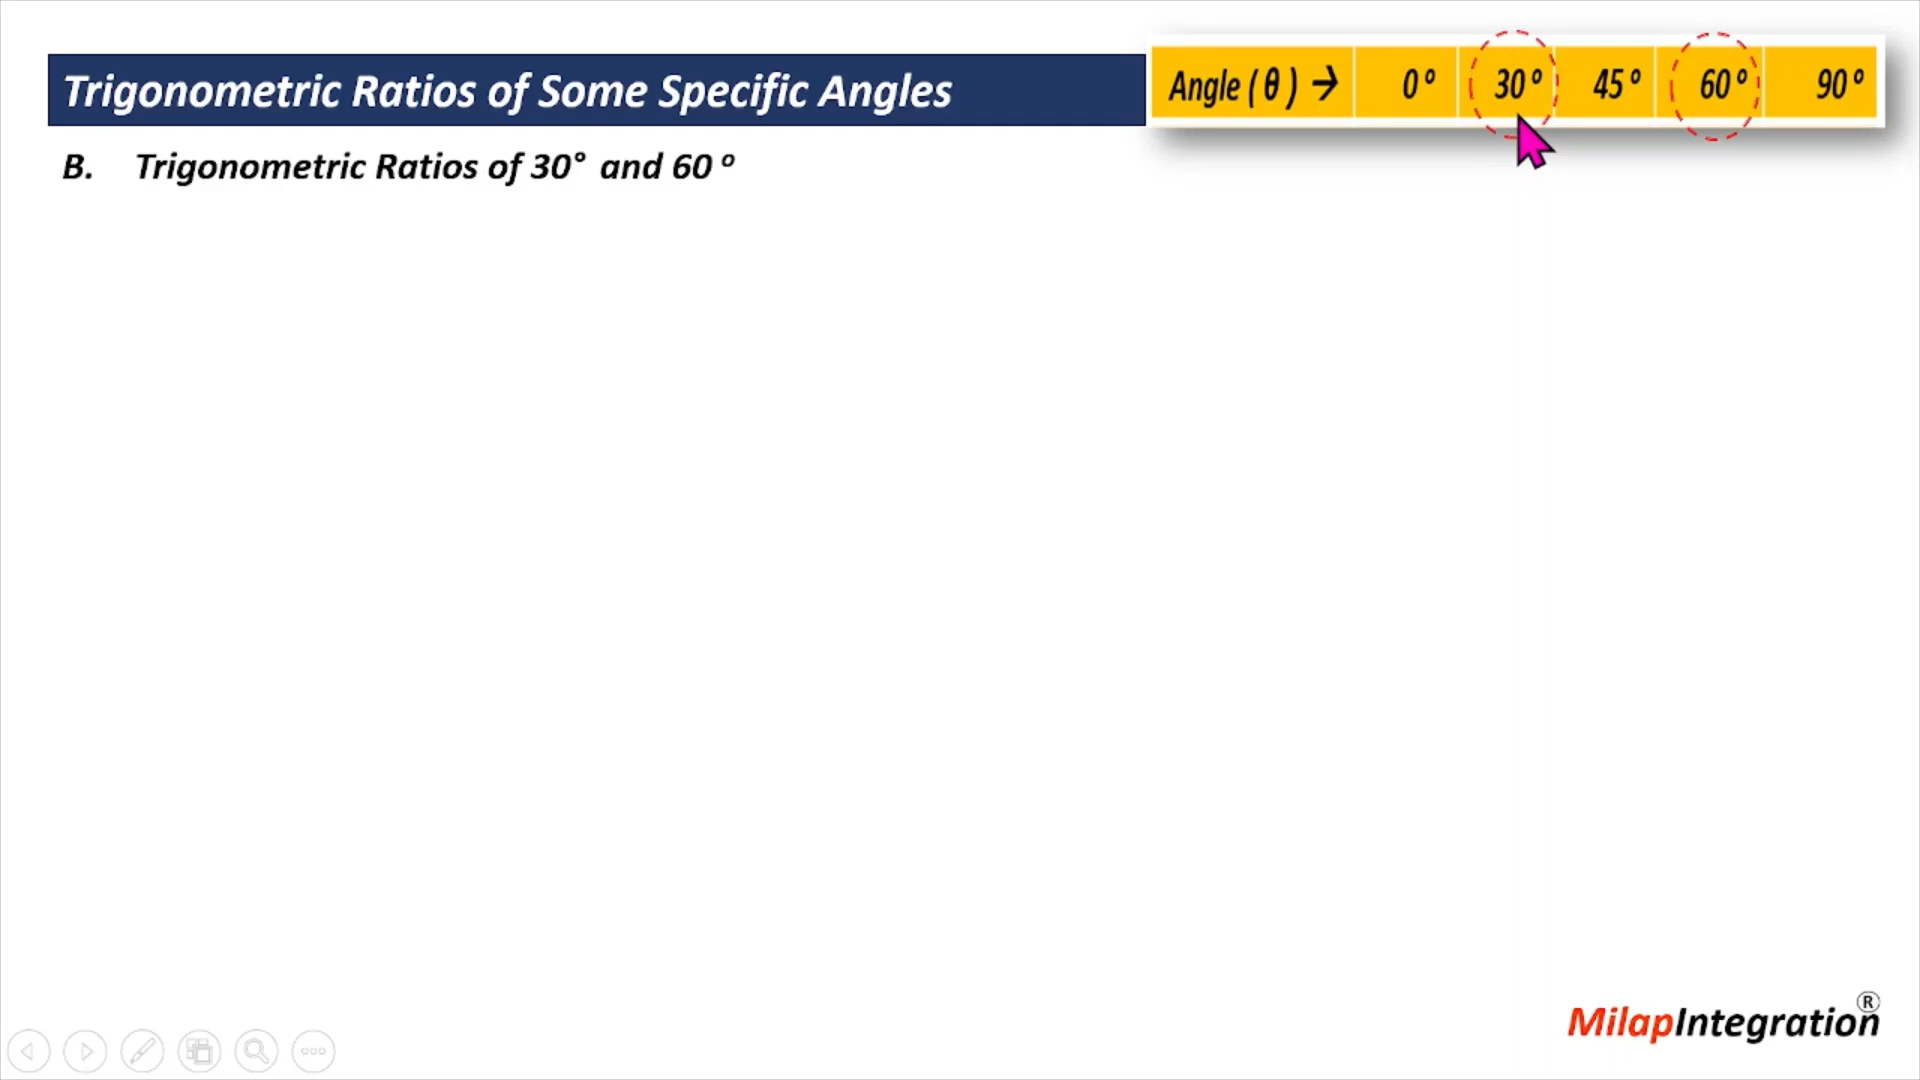 Trigonometric Ratios of Some Specific Angles
Angle ( θ ) → 0° 30° 45° 60° 90°
B. Trigonometric Ratios of 30° and 60°
MilapIntegration®